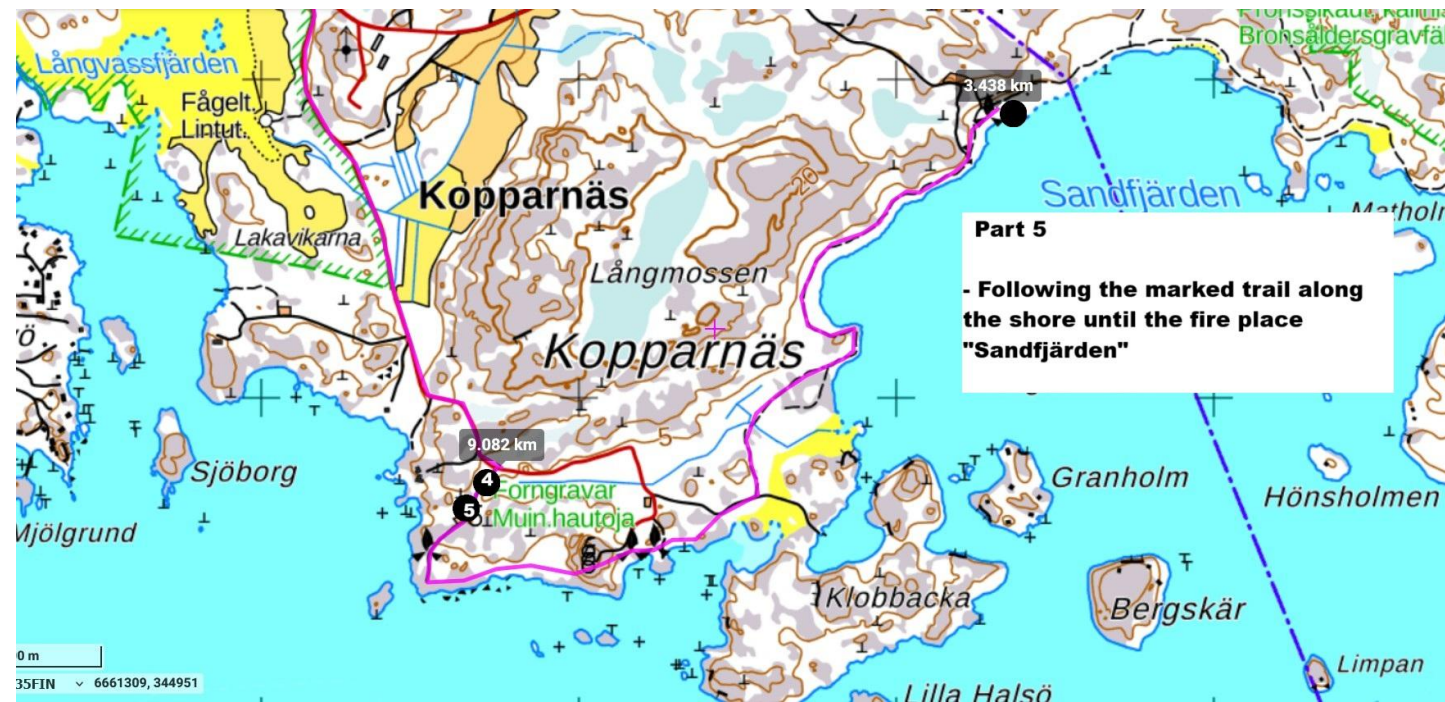 Långvassfjärden
Fågelt.
Lintut.
Bronsåldersgravfäl
3.438 km
Kopparnäs
Sandfjärden
Lakavikarna
20
Långmossen
Part 5
- Following the marked trail along
the shore until the fire place
"Sandfjärden"
Kopparnäs
5
9.082 km
Sjöborg
4
Forngravar
5
Muin.hautoja
Mjölgrund
Granholm
Hönsholmen
Klobbacka
Bergskär
0 m
35FIN
6661309, 344951
Limpan
Lilla Halsö